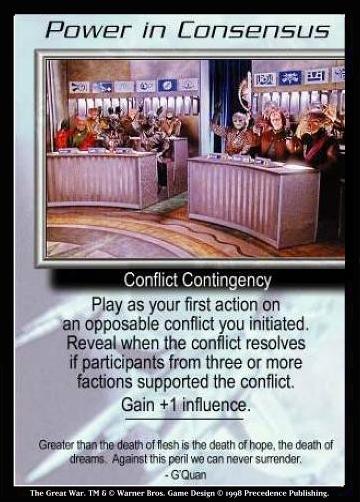 Power in Consensus
Conflict Contingency
Play as your first action on
an opposable conflict you initiated.
Reveal when the conflict resolves
if participants from three or more
factions supported the conflict.
Gain +1 influence.
Greater than the death of flesh is the death of hope, the death of
dreams. Against this peril we can never surrender.
- G'Quan
The Great War. TM & © Warner Bros. Game Design © 1998 Precedence Publishing.